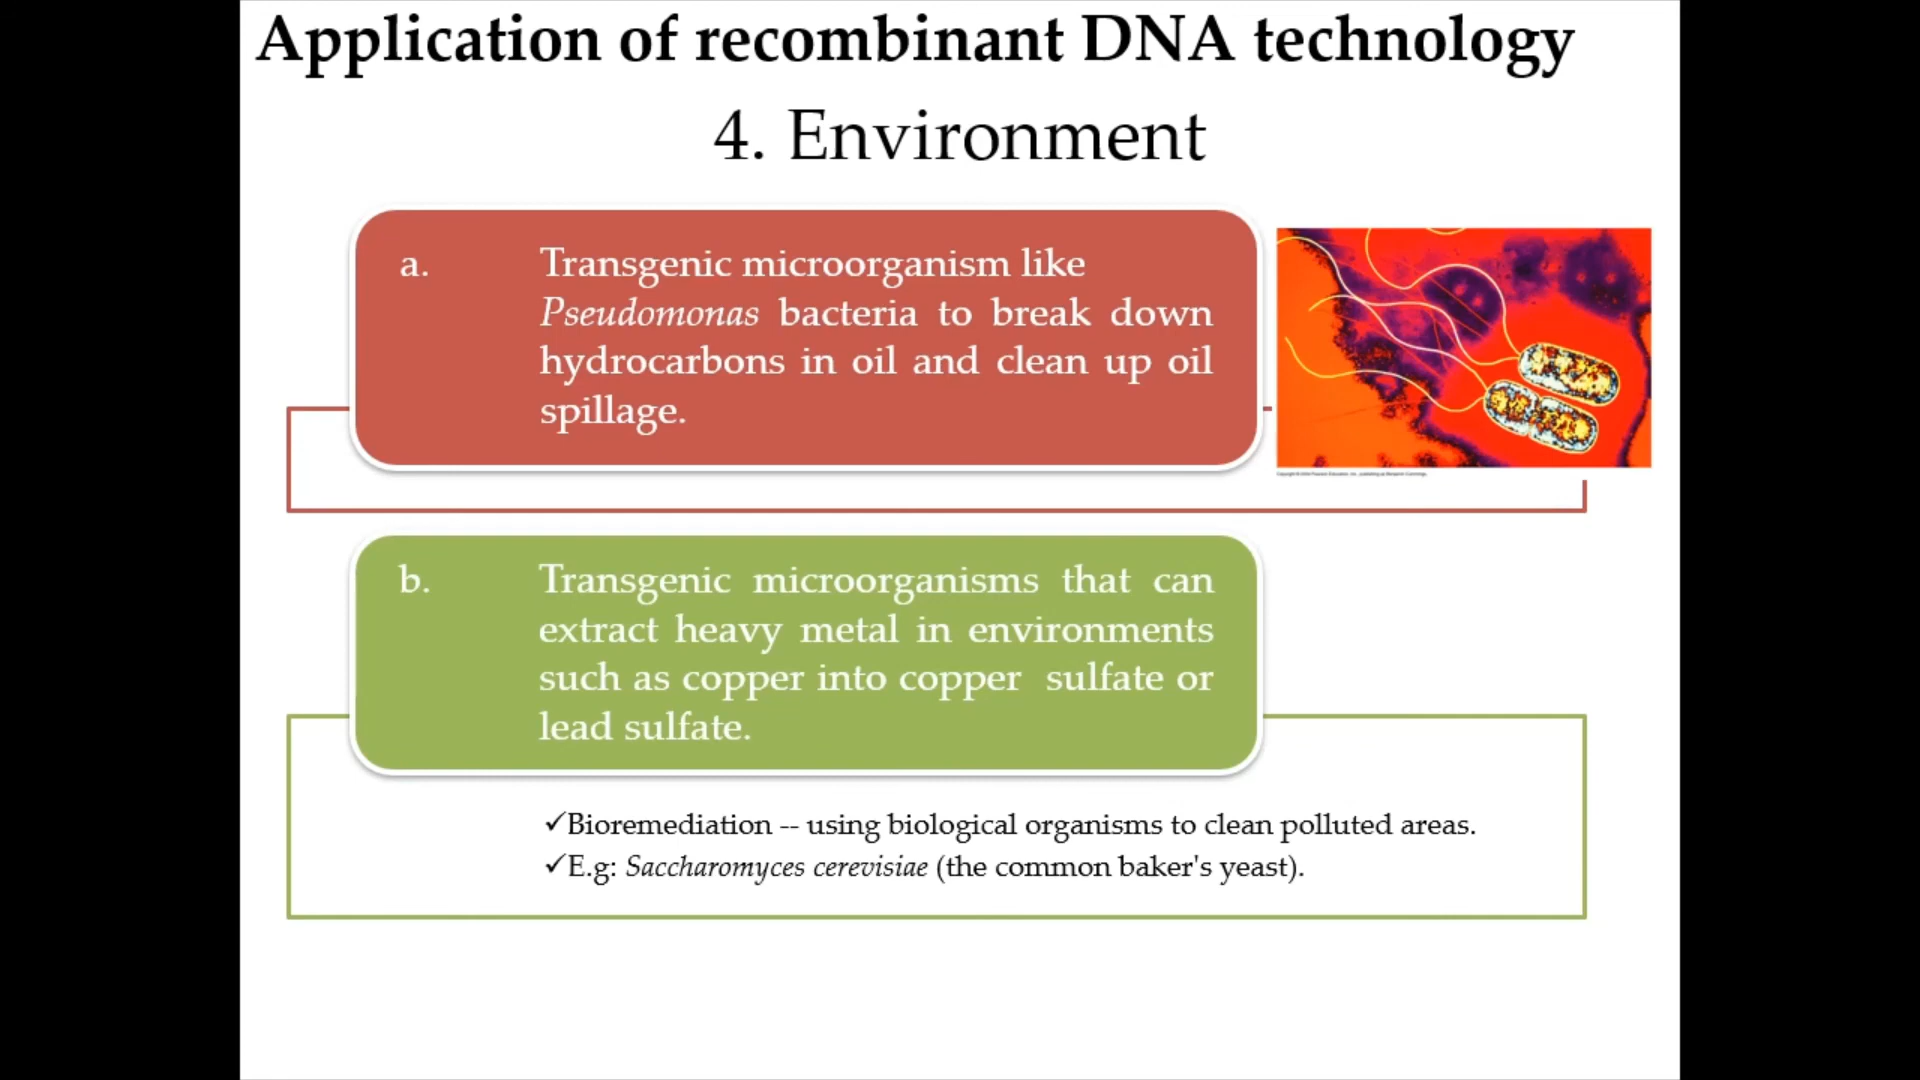 Application of recombinant DNA technology
4. Environment
a. Transgenic microorganism like
Pseudomonas bacteria to break down
hydrocarbons in oil and clean up oil
spillage.
b. Transgenic microorganisms that can
extract heavy metal in environments
such as copper into copper sulfate or
lead sulfate.
✓Bioremediation -- using biological organisms to clean polluted areas.
✓E.g: Saccharomyces cerevisiae (the common baker's yeast).